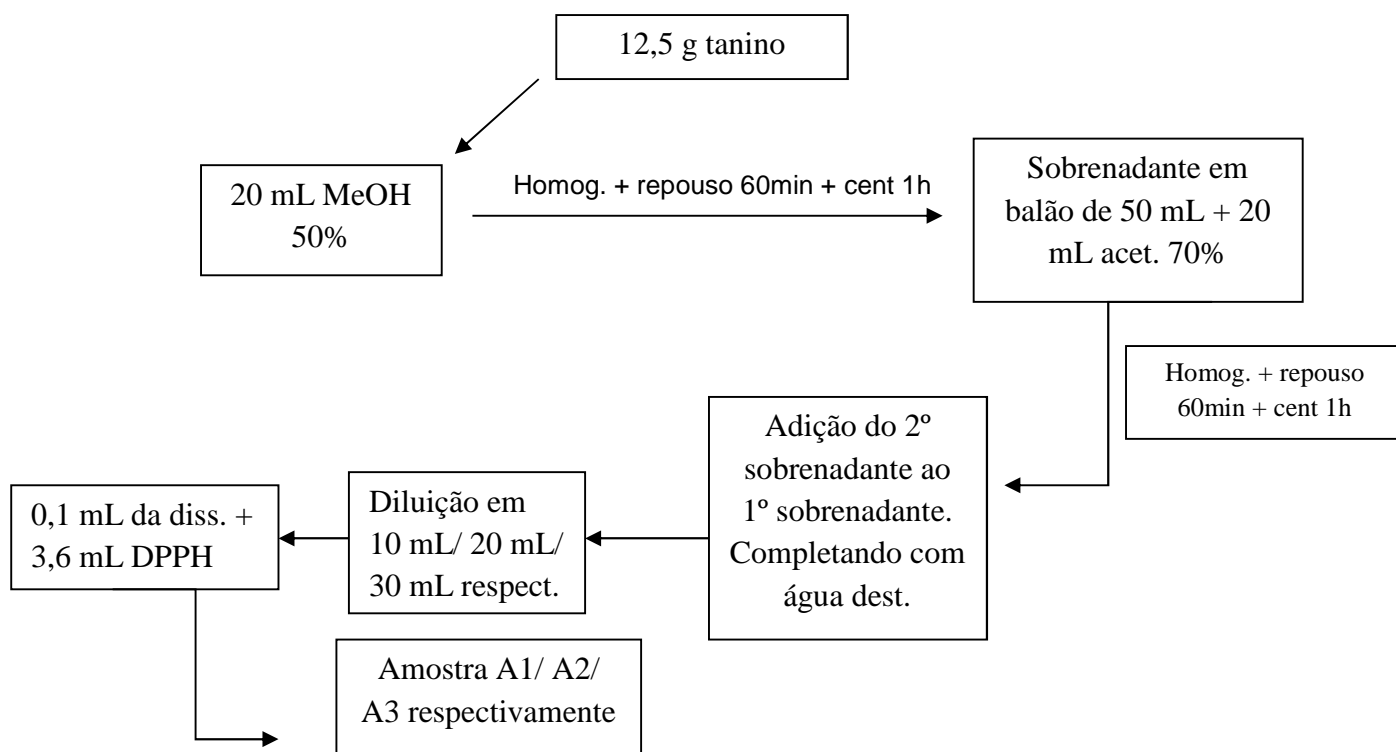 12,5 g tanino
20 mL MeOH
50%
Homog. + repouso 60min + cent 1h
Sobrenadante em
balão de 50 mL + 20
mL acet. 70%
Homog. + repouso
60min + cent 1h
Adição do 2º
sobrenadante ao
1º sobrenadante.
Completando com
água dest.
Diluição em
10 mL/ 20 mL/
30 mL respect.
0,1 mL da diss. +
3,6 mL DPPH
Amostra A1/ A2/
A3 respectivamente